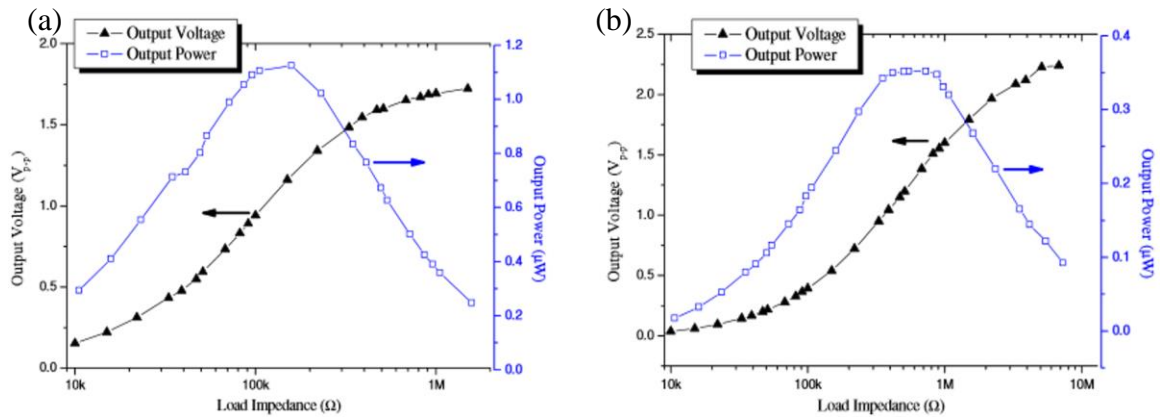 (a)
Output Voltage
Output Power
2.0
1.5
1.0
0.5
0.0
Output Voltage (Vp-p)
1.2
1.0
0.8
0.6
0.4
0.2
0.0
Output Power (μW)
10k 100k 1M
Load Impedance (Ω)
(b)
Output Voltage
Output Power
2.5
2.0
1.5
1.0
0.5
0.0
Output Voltage (Vp-p)
0.4
0.3
0.2
0.1
0.0
Output Power (μW)
10k 100k 1M 10M
Load Impedance (Ω)